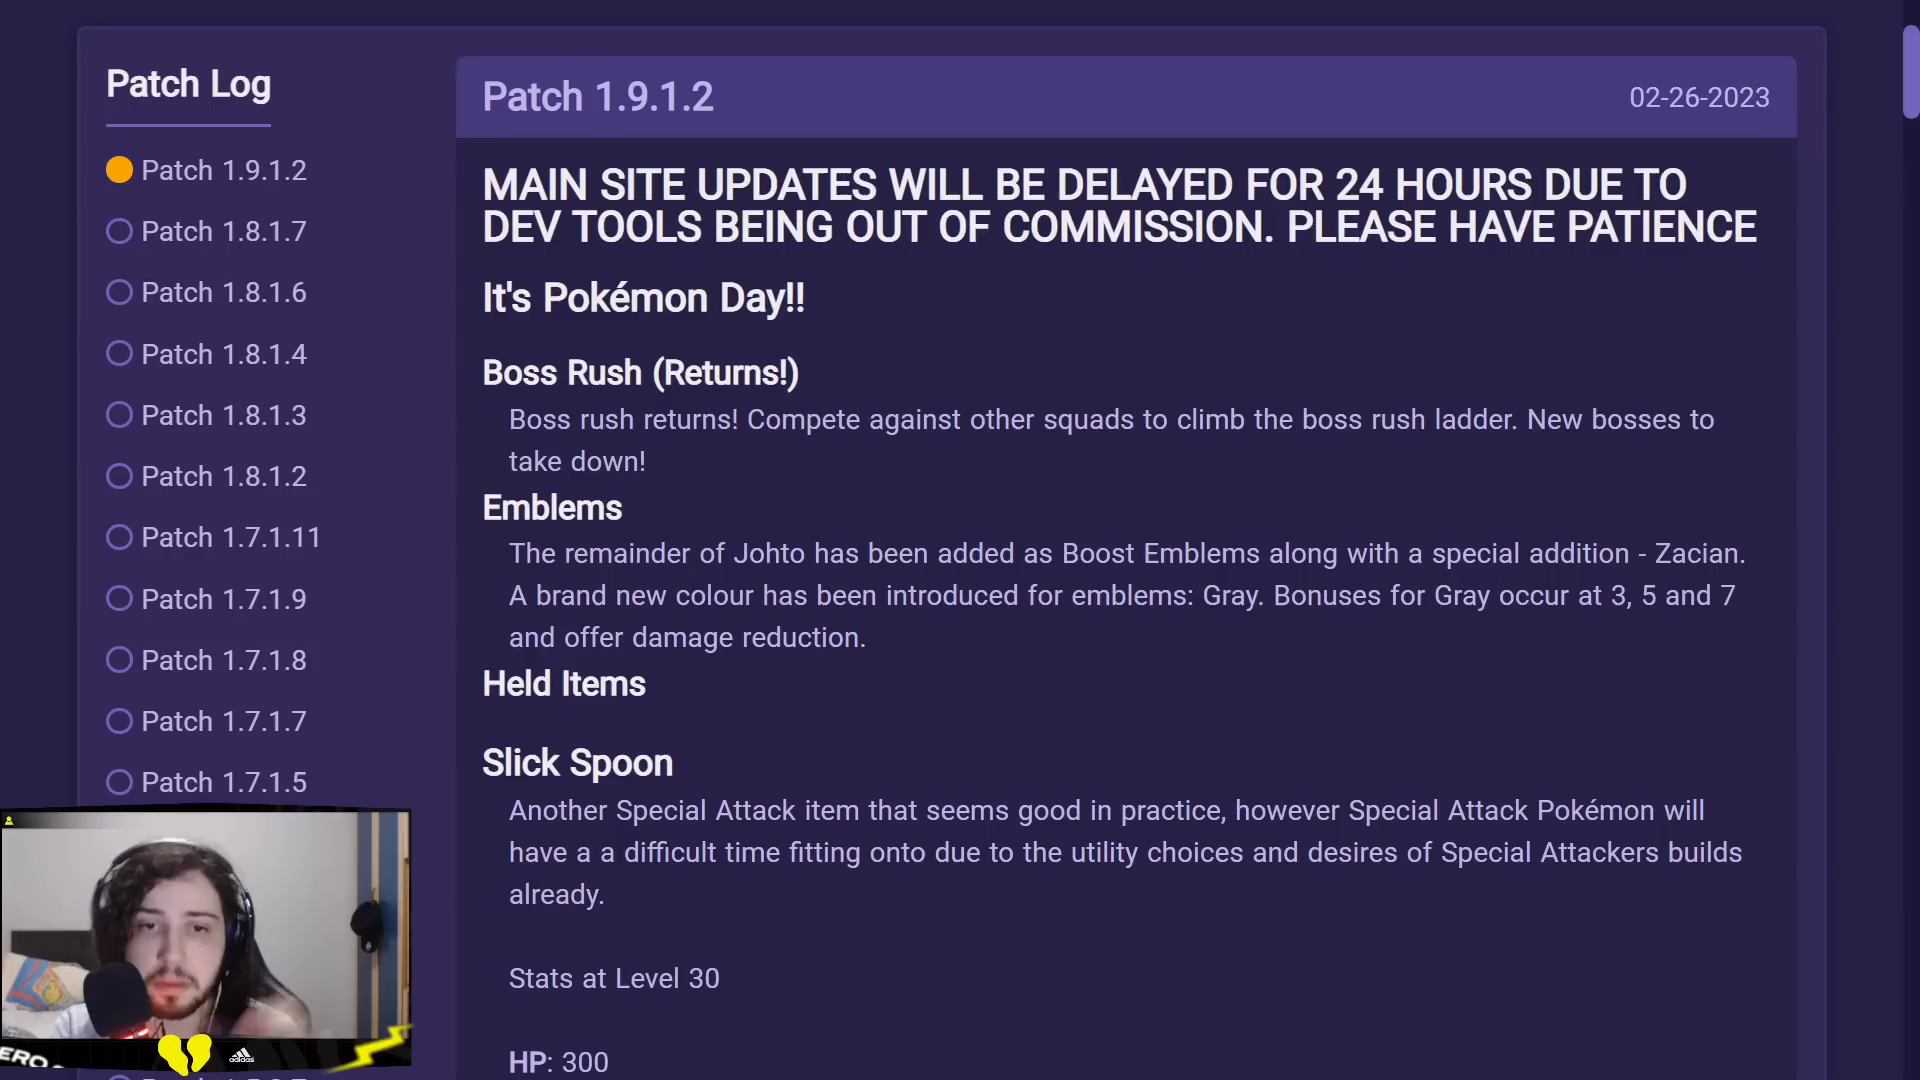 Patch Log
Patch 1.9.1.2
Patch 1.8.1.7
Patch 1.8.1.6
Patch 1.8.1.4
Patch 1.8.1.3
Patch 1.8.1.2
Patch 1.7.1.11
Patch 1.7.1.9
Patch 1.7.1.8
Patch 1.7.1.7
Patch 1.7.1.5
Patch 1.9.1.2
02-26-2023
MAIN SITE UPDATES WILL BE DELAYED FOR 24 HOURS DUE TO
DEV TOOLS BEING OUT OF COMMISSION. PLEASE HAVE PATIENCE
It's Pokémon Day!!
Boss Rush (Returns!)
Boss rush returns! Compete against other squads to climb the boss rush ladder. New bosses to
take down!
Emblems
The remainder of Johto has been added as Boost Emblems along with a special addition - Zacian.
A brand new colour has been introduced for emblems: Gray. Bonuses for Gray occur at 3, 5 and 7
and offer damage reduction.
Held Items
Slick Spoon
Another Special Attack item that seems good in practice, however Special Attack Pokémon will
have a a difficult time fitting onto due to the utility choices and desires of Special Attackers builds
already.
Stats at Level 30
HP: 300
adidas